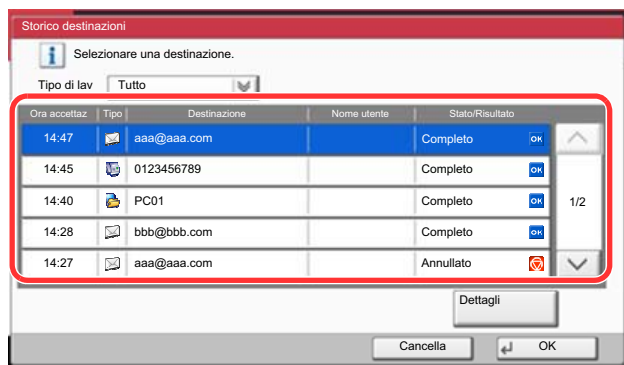 Storico destinazioni
Selezionare una destinazione.
Tipo di lav Tutto
Ora accettaz Tipo Destinazione Nome utente Stato/Risultato
14:47 aaa@aaa.com Completo OK
14:45 0123456789 Completo OK
14:40 PC01 Completo OK
1/2
14:28 bbb@bbb.com Completo OK
14:27 aaa@aaa.com Annullato
Dettagli
Cancella OK